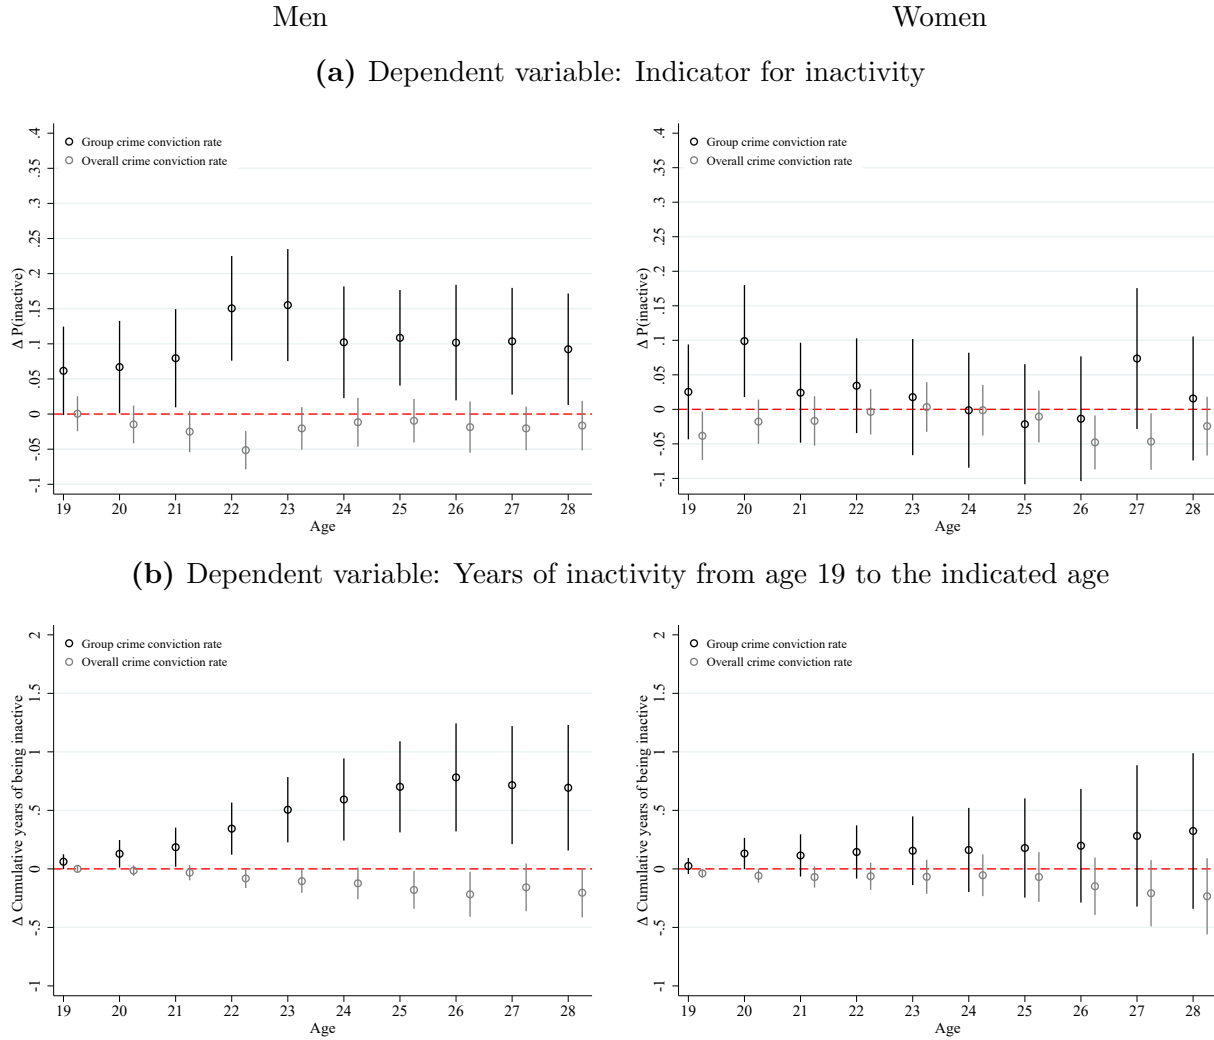 Men
Women
(a) Dependent variable: Indicator for inactivity
Group crime conviction rate
Overall crime conviction rate
Δ P(inactive)
.4
.35
.3
.25
.2
.15
.1
.05
0
-.05
-.1
19 20 21 22 23 24 25 26 27 28
Age
Group crime conviction rate
Overall crime conviction rate
Δ P(inactive)
.4
.35
.3
.25
.2
.15
.1
.05
0
-.05
-.1
19 20 21 22 23 24 25 26 27 28
Age
(b) Dependent variable: Years of inactivity from age 19 to the indicated age
Group crime conviction rate
Overall crime conviction rate
Δ Cumulative years of being inactive
2
1.5
1
.5
0
-.5
-1
19 20 21 22 23 24 25 26 27 28
Age
Group crime conviction rate
Overall crime conviction rate
Δ Cumulative years of being inactive
2
1.5
1
.5
0
-.5
-1
19 20 21 22 23 24 25 26 27 28
Age